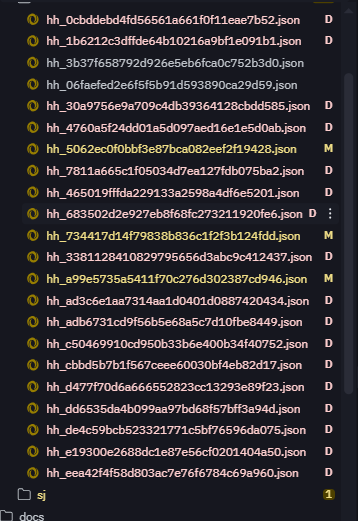 hh_0cbddebd4fd56561a661f0f11eae7b52.json D
hh_1b6212c3dffde64b10216a9bf1e091b1.json D
hh_3b37f658792d926e5eb6fca0c752b3d0.json
hh_06faefed2e6f5f5b91d593890ca29d59.json
hh_30a9756e9a709c4db39364128cbdd585.json D
hh_4760a5f24dd01a5d097aed16e1e5d0ab.json D
hh_5062ec0f0bbf3e87bca082eef2f19428.json M
hh_7811a665c1f05034d7ea127fdb075ba2.json D
hh_465019fffda229133a2598a4df6e5201.json D
hh_683502d2e927eb8f68fc273211920fe6.json D
hh_734417d14f79838b836c1f2f3b124fdd.json M
hh_3381128410829795656d3abc9c412437.json D
hh_a99e5735a5411f70c276d302387cd946.json M
hh_ad3c6e1aa7314aa1d0401d0887420434.json D
hh_adb6731cd9f56b5e68a5c7d10fbe8449.json D
hh_c50469910cd950b33b6e400b34f40752.json D
hh_cbbd5b7b1f567ceee60030bf4eb82d17.json D
hh_d477f70d6a666552823cc13293e89f23.json D
hh_dd6535da4b099aa97bd68f57bff3a94d.json D
hh_de4c59bcb523321771c5bf76596da075.json D
hh_e19300e2688dc1e87e56cf0201404a50.json D
hh_eea42f4f58d803ac7e76f6784c69a960.json D
sj 1
docs